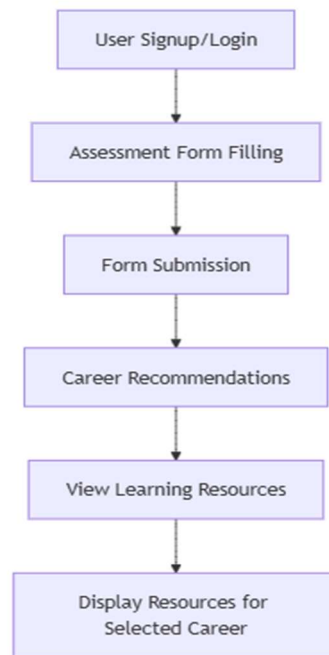 User Signup/Login
Assessment Form Filling
Form Submission
Career Recommendations
View Learning Resources
Display Resources for
Selected Career